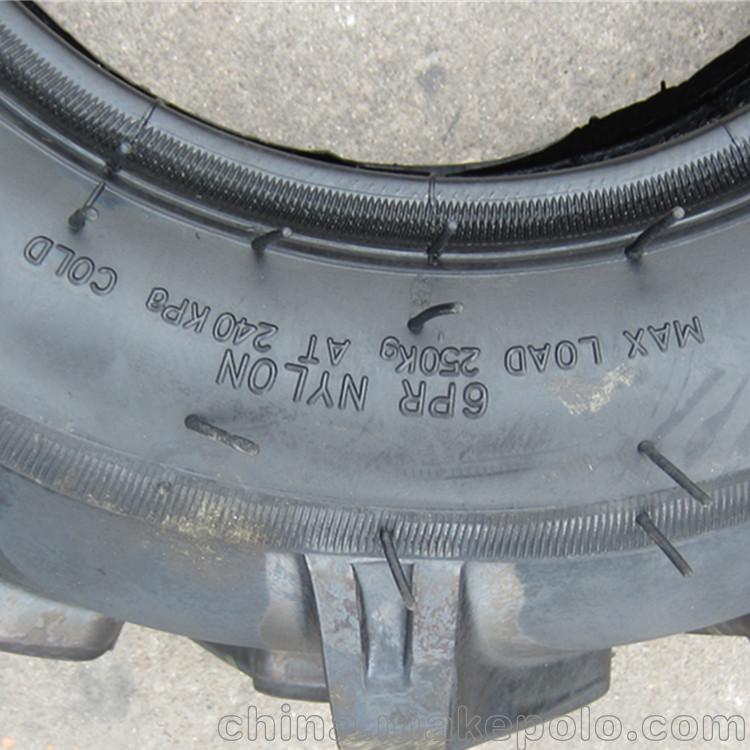 6PR NYLON
MAX LOAD 250Kg AT 240KPa COLD
china.makepolo.com